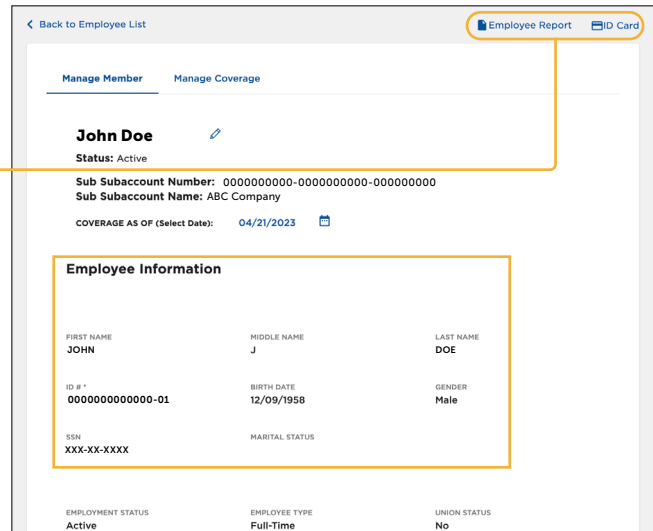 Back to Employee List Employee Report ID Card
Manage Member Manage Coverage
John Doe
Status: Active
Sub Subaccount Number: 0000000000-0000000000-000000000
Sub Subaccount Name: ABC Company
COVERAGE AS OF (Select Date): 04/21/2023
Employee Information
FIRST NAME MIDDLE NAME LAST NAME
JOHN J DOE
ID # * BIRTH DATE GENDER
0000000000000-01 12/09/1958 Male
SSN MARITAL STATUS
XXX-XX-XXXX
EMPLOYMENT STATUS EMPLOYEE TYPE UNION STATUS
Active Full-Time No